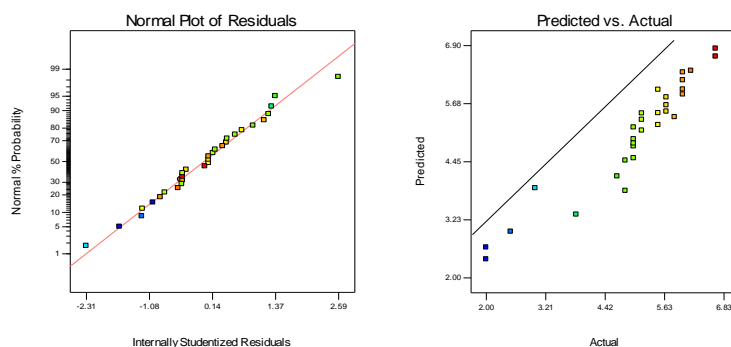 Normal Plot of Residuals
Normal % Probability
99
95
90
80
70
50
30
20
10
5
1
-2.31 -1.08 0.14 1.37 2.59
Internally Studentized Residuals
Predicted vs. Actual
Predicted
6.90
5.68
4.45
3.23
2.00
2.00 3.21 4.42 5.63 6.83
Actual